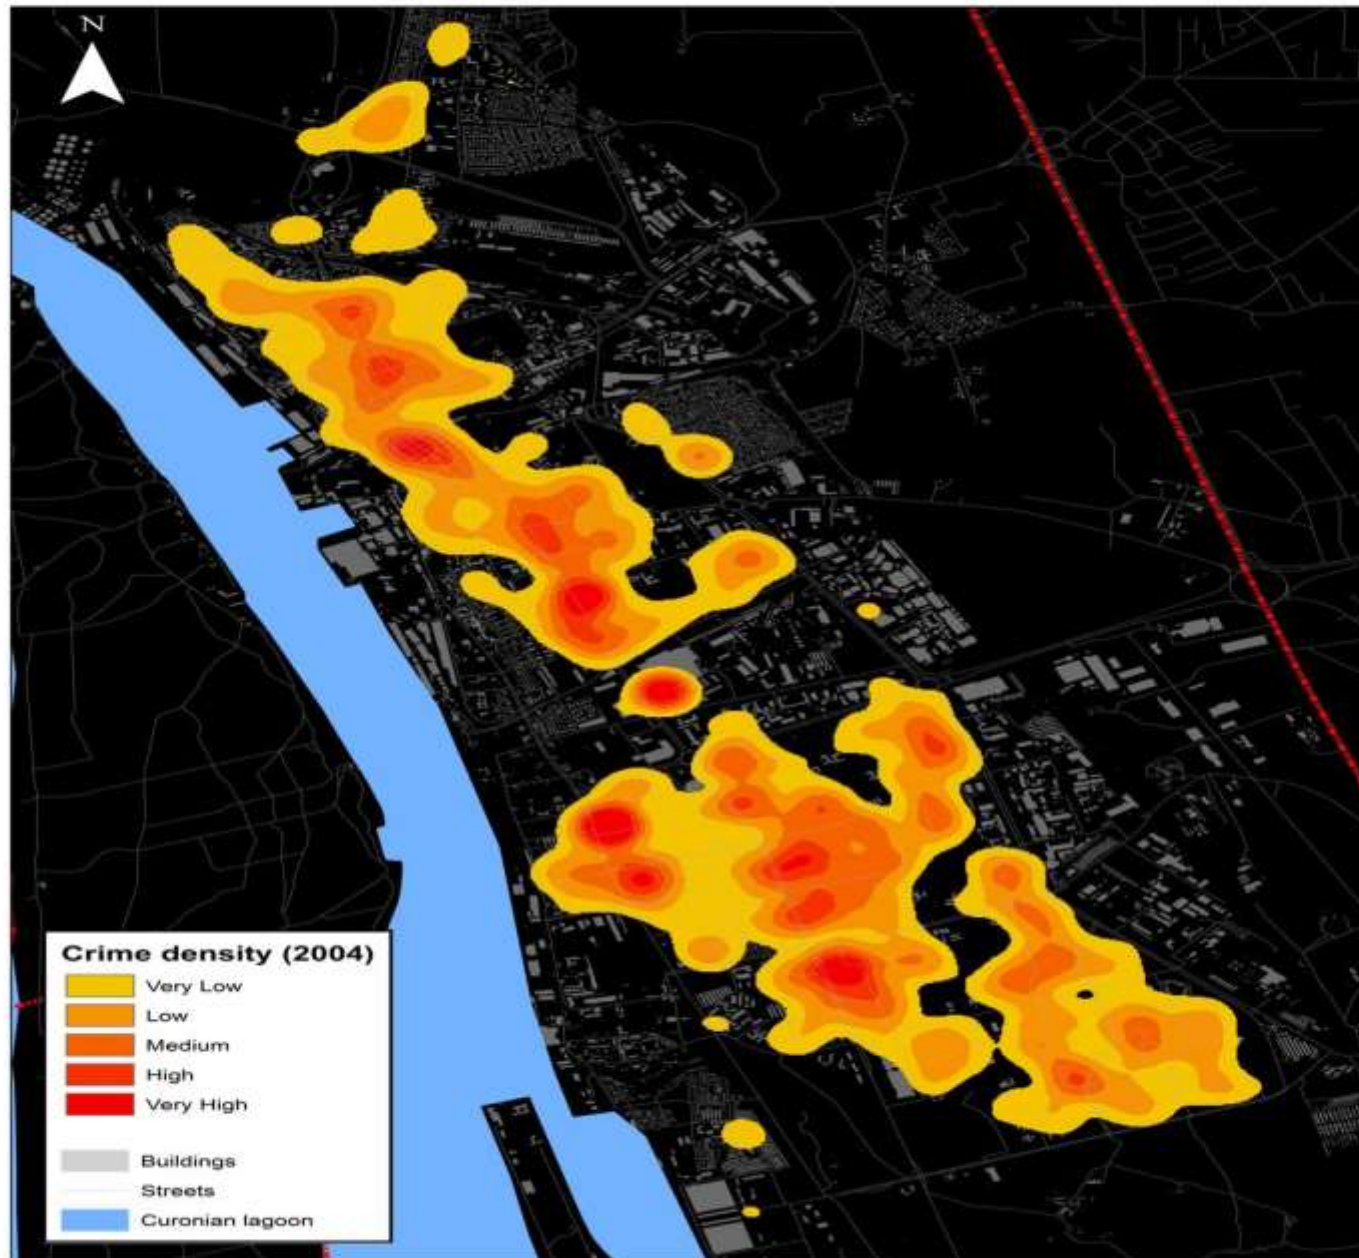 N
Crime density (2004)
Very Low
Low
Medium
High
Very High
Buildings
Streets
Curonian lagoon